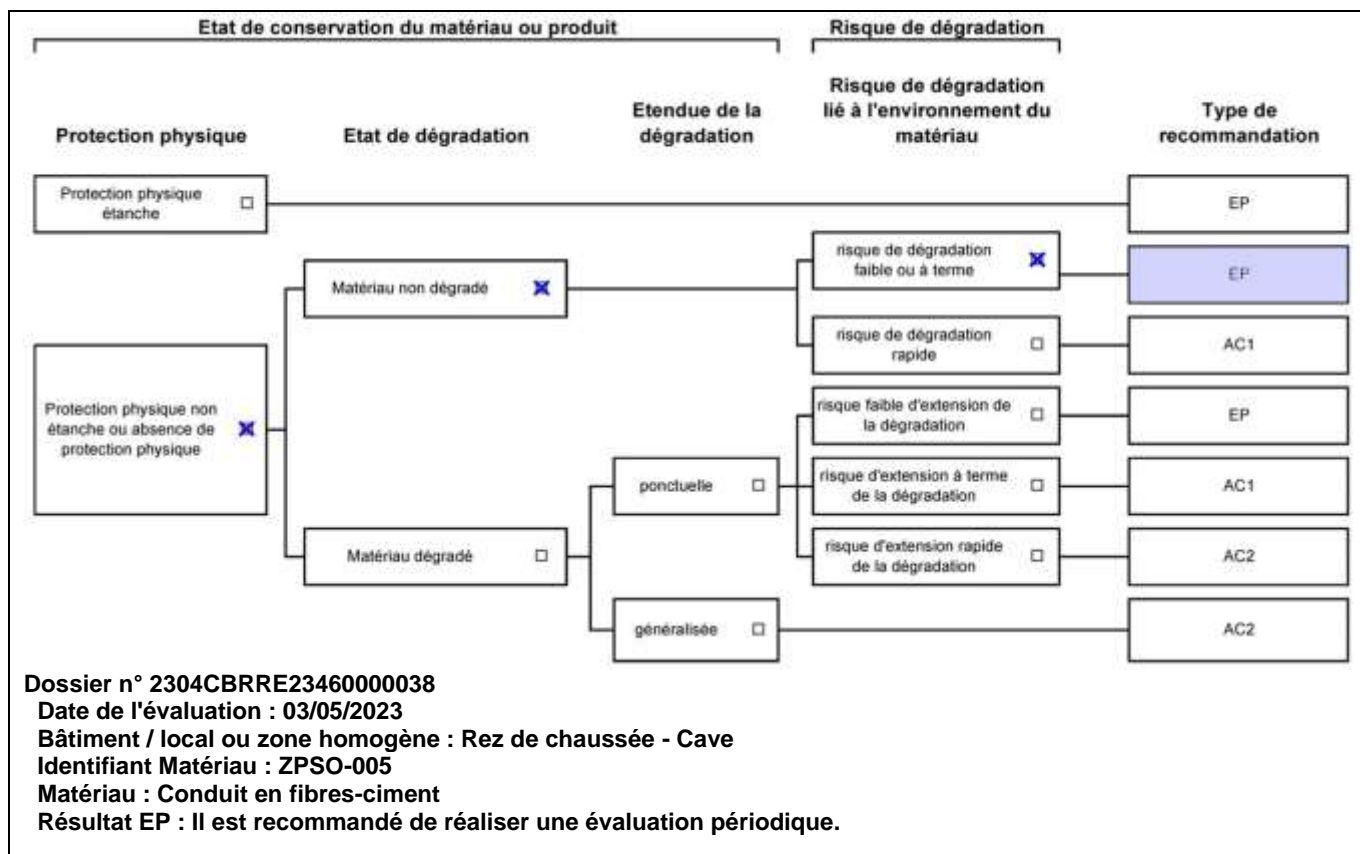 Etat de conservation du matériau ou produit
Risque de dégradation
Protection physique
Etat de dégradation
Etendue de la
dégradation
Risque de dégradation
lié à l'environnement du
matériau
Type de
recommandation
Protection physique
étanche
EP
Protection physique non
étanche ou absence de
protection physique
Matériau non dégradé
risque de dégradation
faible ou à terme
EP
risque de dégradation
rapide
AC1
Matériau dégradé
ponctuelle
risque faible d'extension de
la dégradation
EP
risque d'extension à terme
de la dégradation
AC1
risque d'extension rapide
de la dégradation
AC2
généralisée
AC2
Dossier n° 2304CBRRE23460000038
Date de l'évaluation : 03/05/2023
Bâtiment / local ou zone homogène : Rez de chaussée - Cave
Identifiant Matériau : ZPSO-005
Matériau : Conduit en fibres-ciment
Résultat EP : Il est recommandé de réaliser une évaluation périodique.